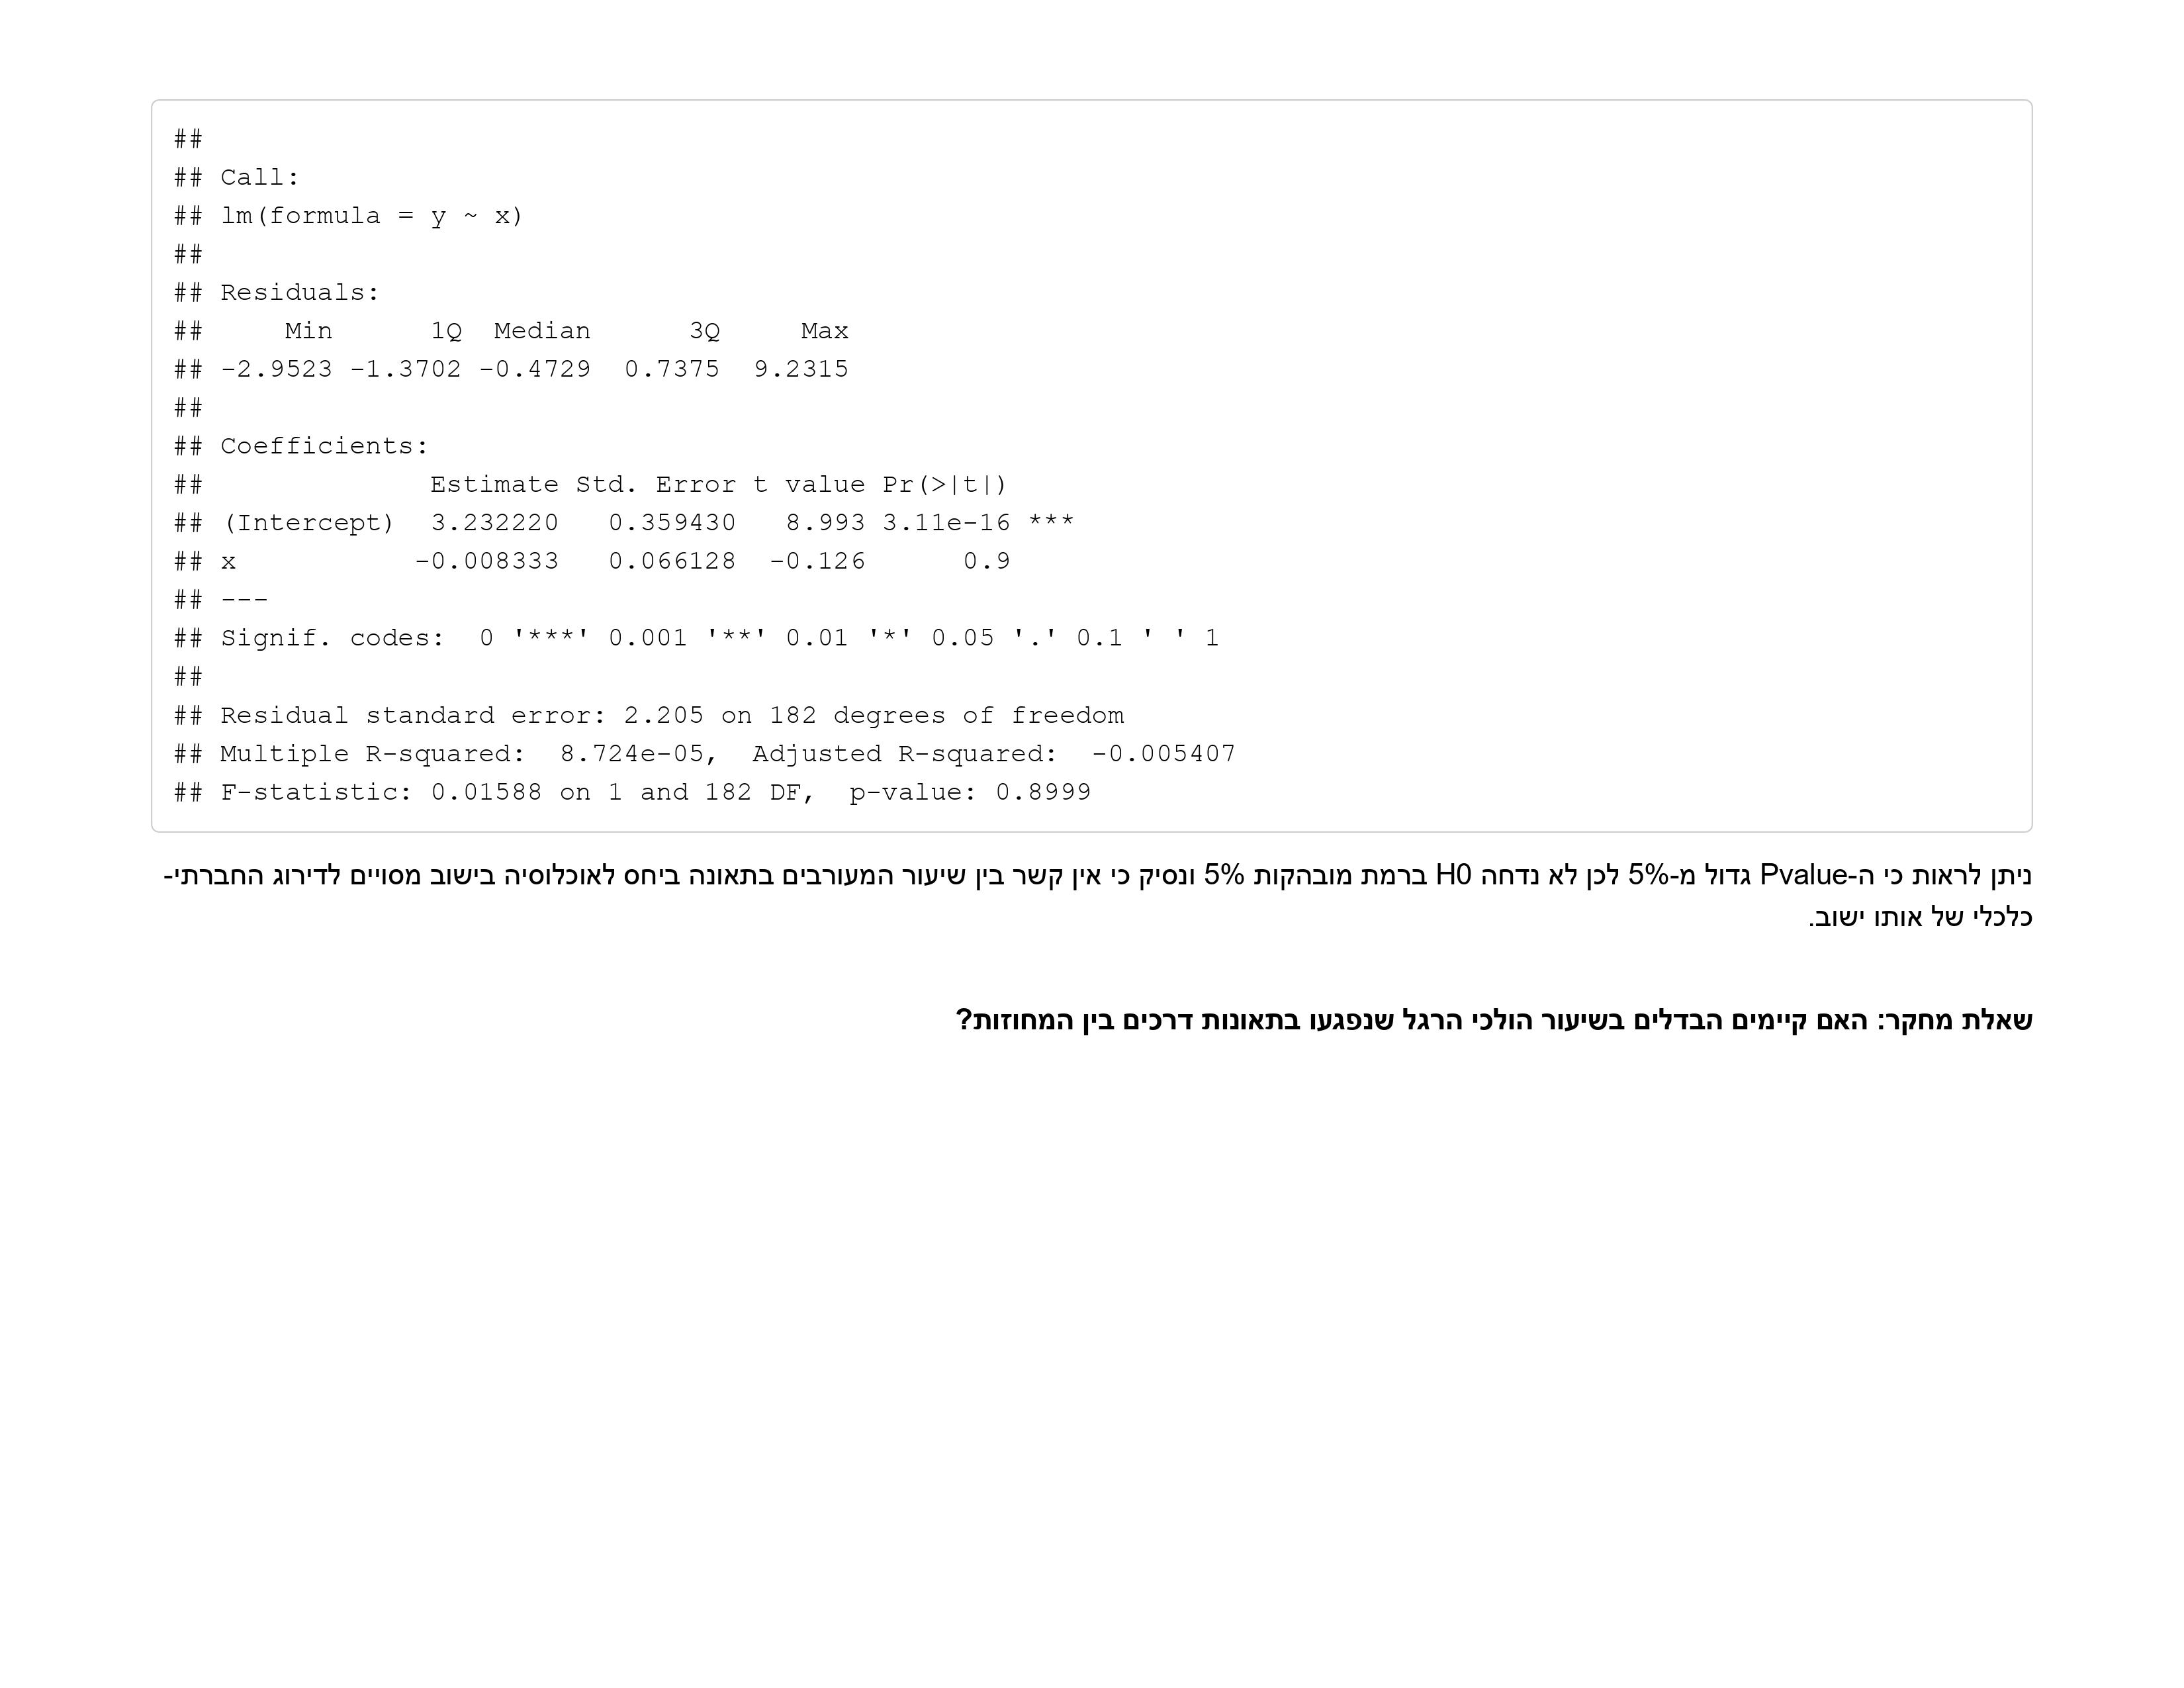 ##
## Call:
## lm(formula = y ~ x)
##
## Residuals:
##     Min      1Q  Median      3Q     Max
## -2.9523 -1.3702 -0.4729  0.7375  9.2315
##
## Coefficients:
##              Estimate Std. Error t value Pr(>|t|)
## (Intercept)  3.232220   0.359430   8.993 3.11e-16 ***
## x           -0.008333   0.066128  -0.126      0.9
## ---
## Signif. codes:  0 '***' 0.001 '**' 0.01 '*' 0.05 '.' 0.1 ' ' 1
##
## Residual standard error: 2.205 on 182 degrees of freedom
## Multiple R-squared:  8.724e-05,  Adjusted R-squared:  -0.005407
## F-statistic: 0.01588 on 1 and 182 DF,  p-value: 0.8999
ניתן לראות כי ה-Pvalue גדול מ-5% לכן לא נדחה H0 ברמת מובהקות 5% ונסיק כי אין קשר בין שיעור המעורבים בתאונה ביחס לאוכלוסיה בישוב מסויים לדירוג החברתי-
כלכלי של אותו ישוב.
שאלת מחקר: האם קיימים הבדלים בשיעור הולכי הרגל שנפגעו בתאונות דרכים בין המחוזות?